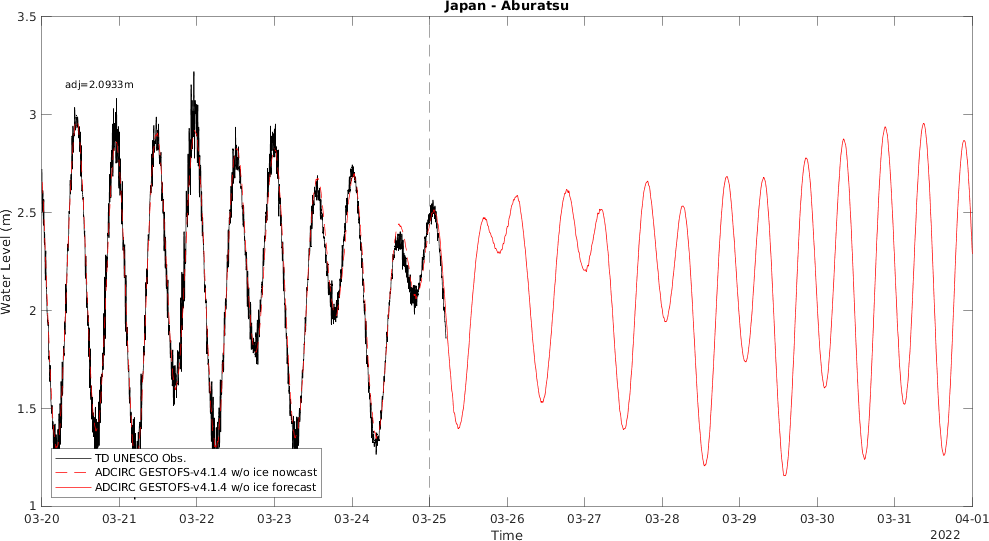 Japan - Aburatsu
3.5
adj=2.0933m
3
2.5
Water Level (m)
2
1.5
TD UNESCO Obs.
ADCIRC GESTOFS-v4.1.4 w/o ice nowcast
ADCIRC GESTOFS-v4.1.4 w/o ice forecast
1
03-20 03-21 03-22 03-23 03-24 03-25 03-26 03-27 03-28 03-29 03-30 03-31 04-01
Time
2022